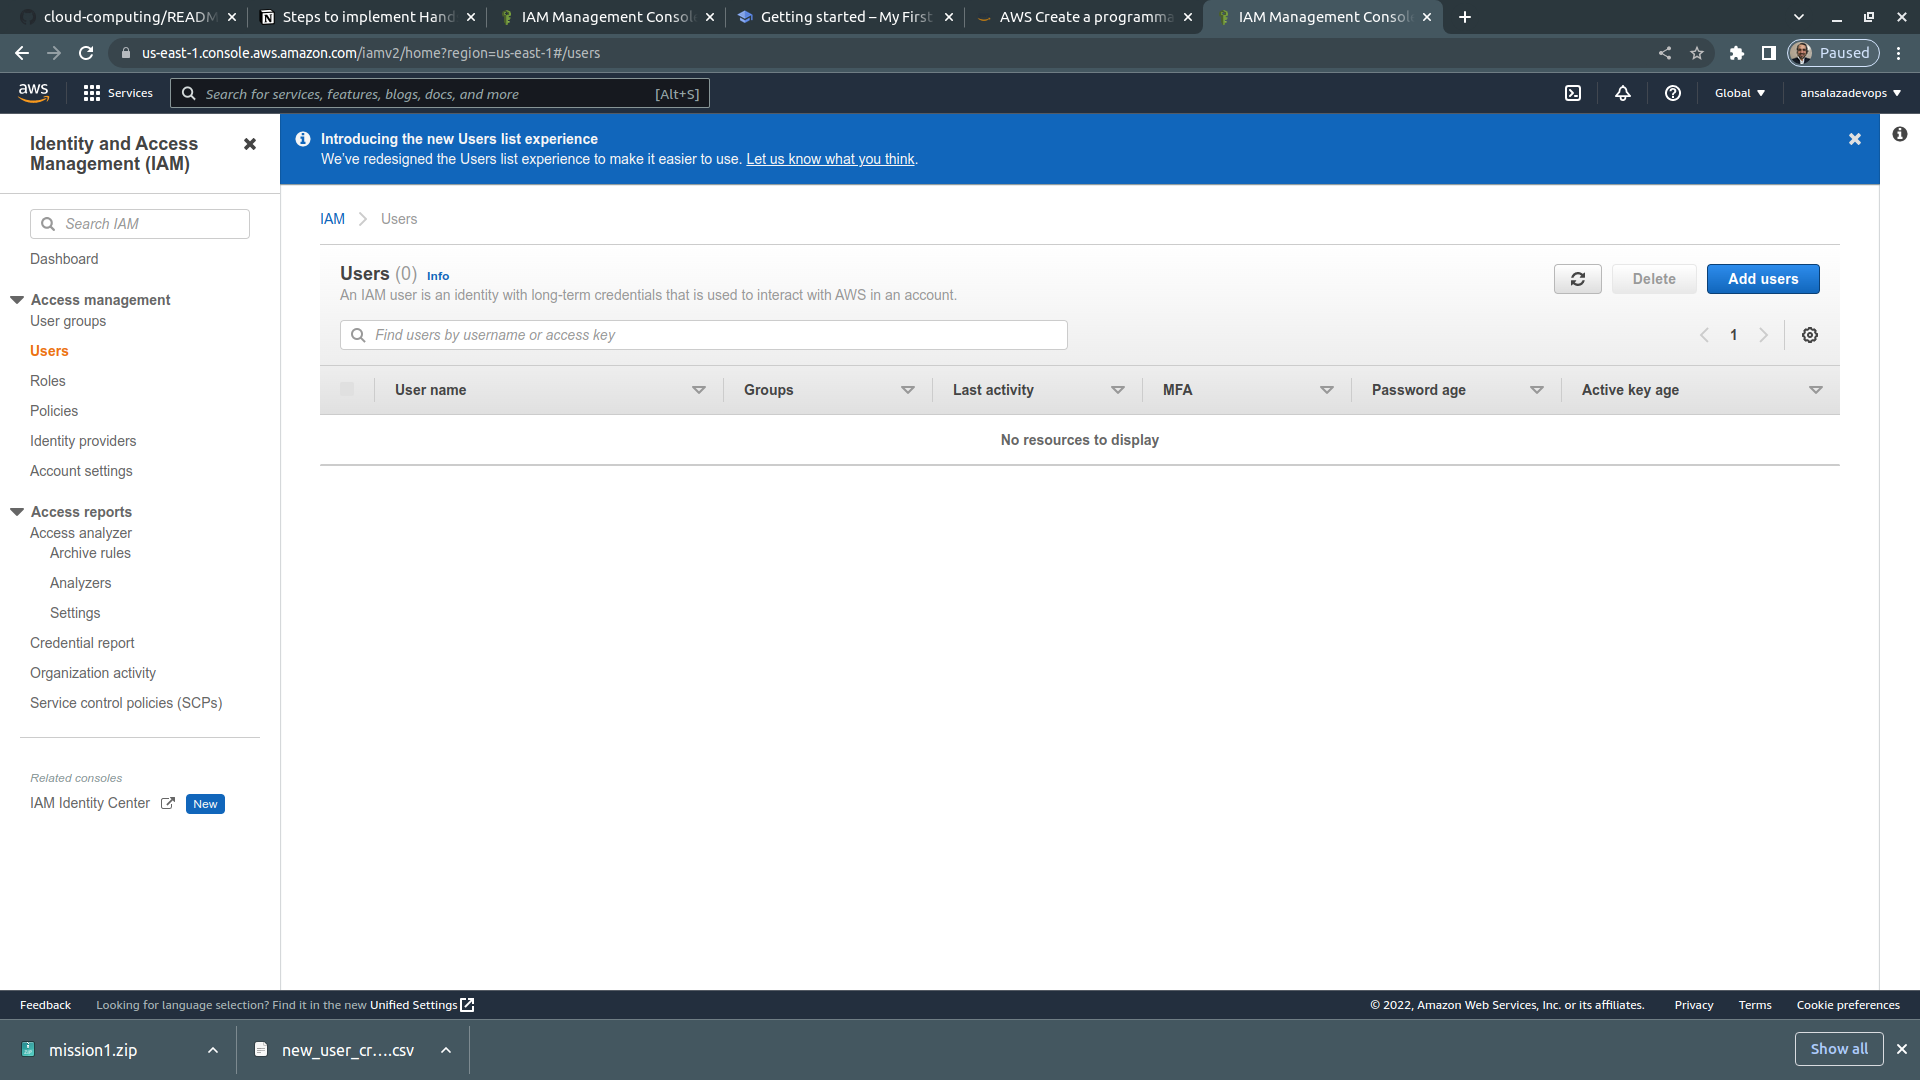 cloud-computing/READM
Steps to implement Hand
IAM Management Consol
Getting started – My First
AWS Create a programma
IAM Management Consol
us-east-1.console.aws.amazon.com/iamv2/home?region=us-east-1#/users
Paused
aws
Services
Search for services, features, blogs, docs, and more
[Alt+S]
Global
ansalazadevops
Identity and Access
Management (IAM)
Search IAM
Dashboard
Access management
User groups
Users
Roles
Policies
Identity providers
Account settings
Access reports
Access analyzer
Archive rules
Analyzers
Settings
Credential report
Organization activity
Service control policies (SCPs)
Related consoles
IAM Identity Center
New
Introducing the new Users list experience
We've redesigned the Users list experience to make it easier to use. Let us know what you think.
IAM
Users
Users (0) Info
An IAM user is an identity with long-term credentials that is used to interact with AWS in an account.
Delete
Add users
Find users by username or access key
1
User name
Groups
Last activity
MFA
Password age
Active key age
No resources to display
Feedback
Looking for language selection? Find it in the new Unified Settings
© 2022, Amazon Web Services, Inc. or its affiliates.
Privacy
Terms
Cookie preferences
mission1.zip
new_user_cr....csv
Show all